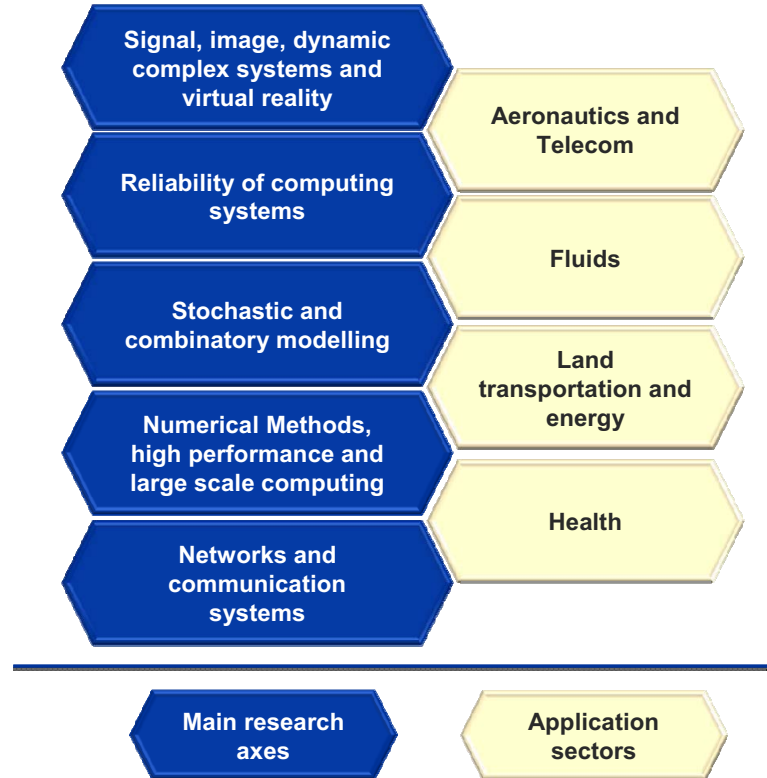 Signal, image, dynamic
complex systems and
virtual reality
Aeronautics and
Telecom
Reliability of computing
systems
Fluids
Stochastic and
combinatory modelling
Land
transportation and
energy
Numerical Methods,
high performance and
large scale computing
Health
Networks and
communication
systems
Main research
axes
Application
sectors